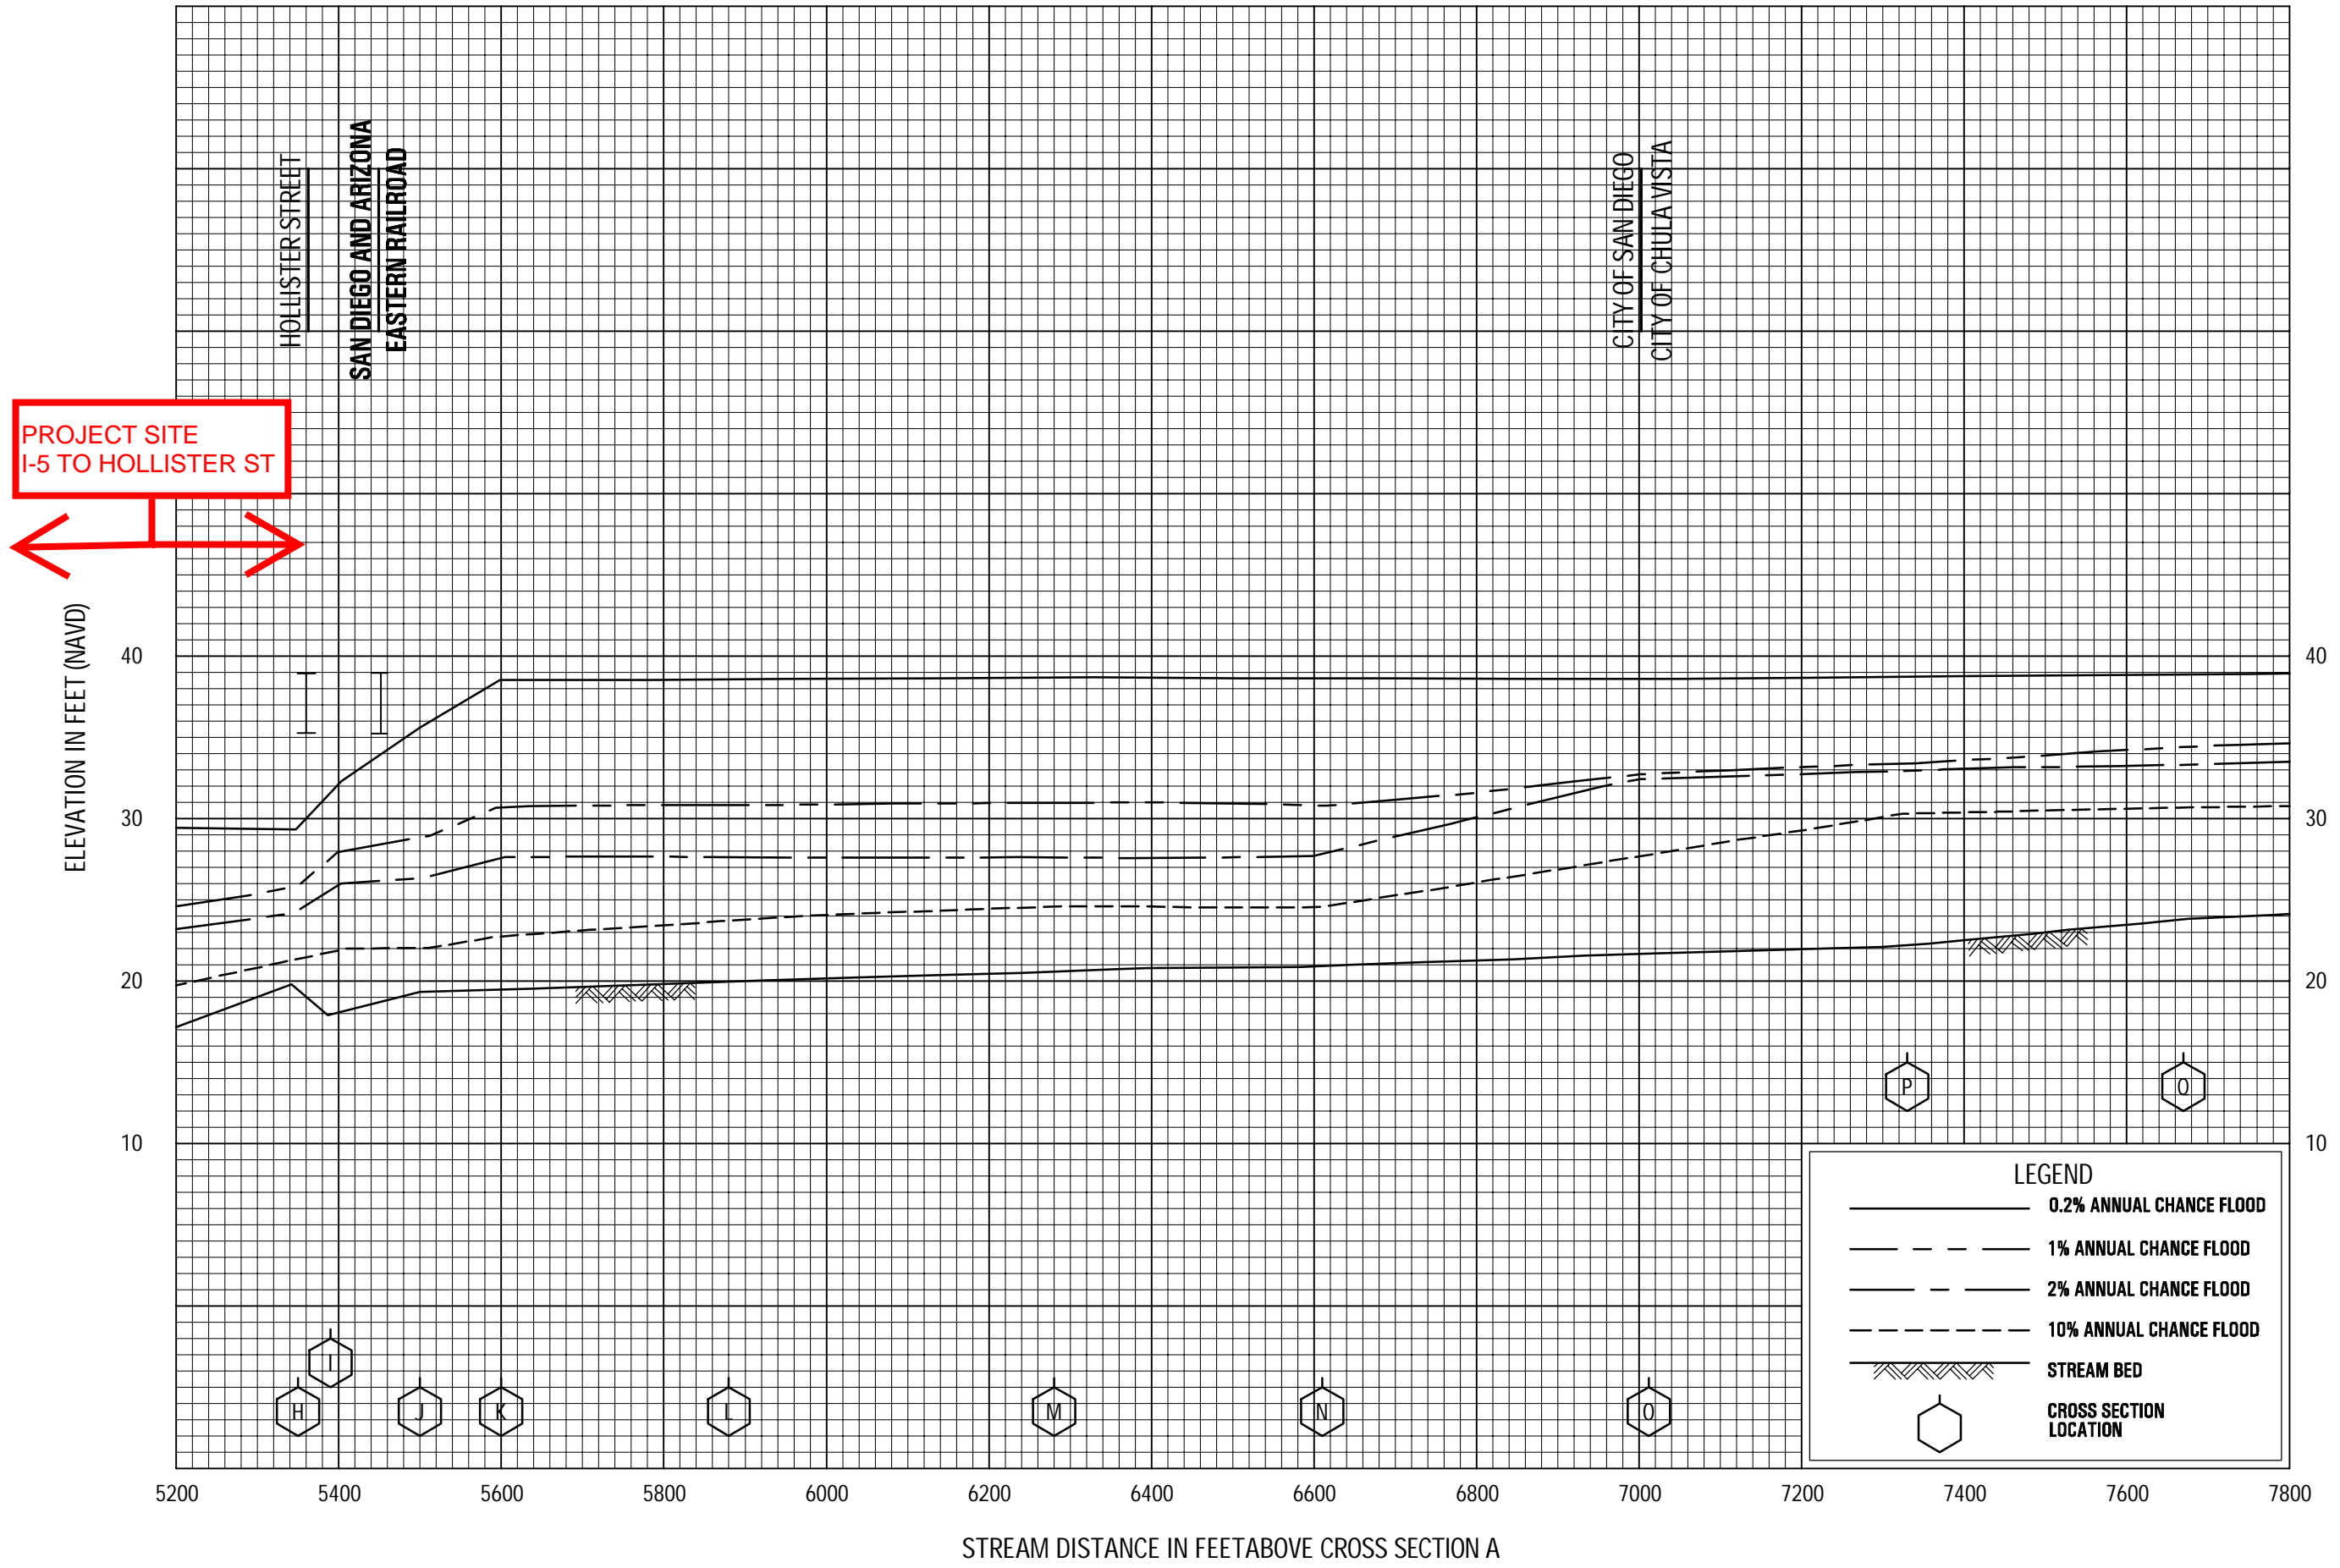 HOLLISTER STREET
SAN DIEGO AND ARIZONA
EASTERN RAILROAD
CITY OF SAN DIEGO
CITY OF CHULA VISTA
PROJECT SITE
I-5 TO HOLLISTER ST
ELEVATION IN FEET (NAVD)
40
40
30
30
20
20
10
10
P
O
I
H
J
K
L
M
N
O
LEGEND
0.2% ANNUAL CHANCE FLOOD
1% ANNUAL CHANCE FLOOD
2% ANNUAL CHANCE FLOOD
10% ANNUAL CHANCE FLOOD
STREAM BED
CROSS SECTION
LOCATION
5200 5400 5600 5800 6000 6200 6400 6600 6800 7000 7200 7400 7600 7800
STREAM DISTANCE IN FEETABOVE CROSS SECTION A